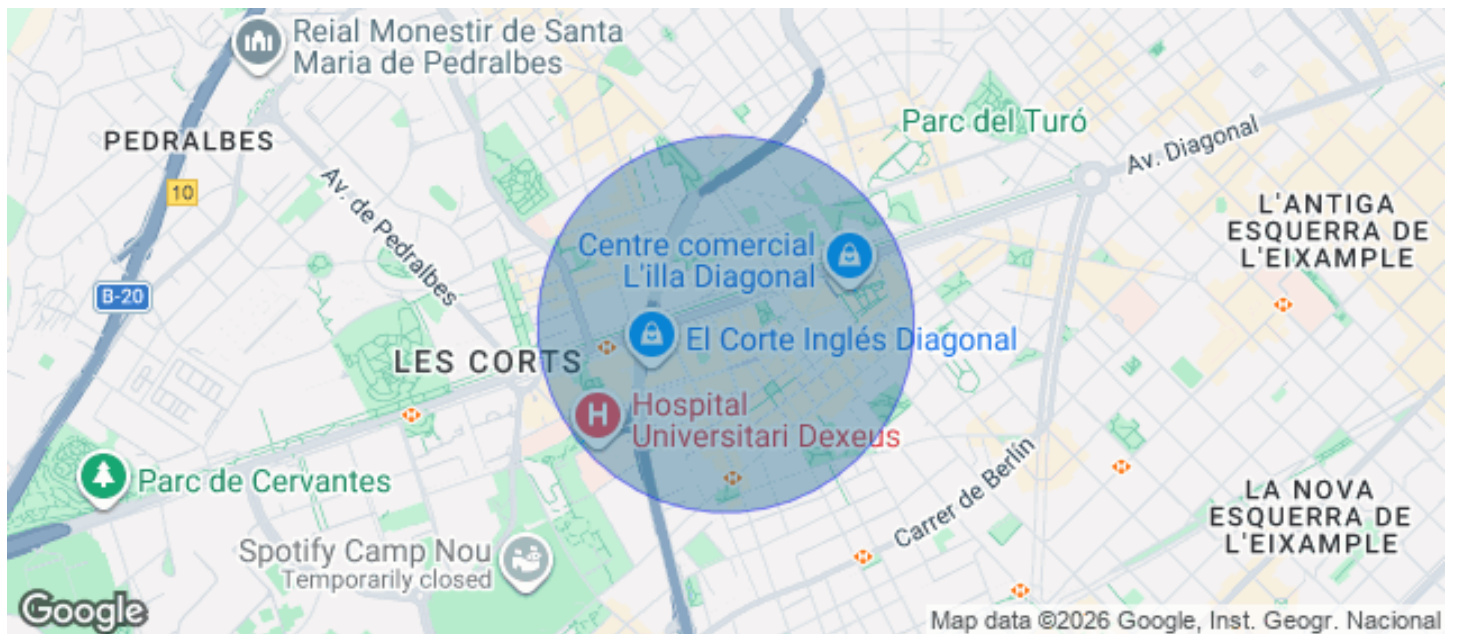 Reial Monestir de Santa
Maria de Pedralbes
PEDRALBES
10
Av. de Pedralbes
B-20
Parc del Turó
Av. Diagonal
L'ANTIGA
ESQUERRA DE
L'EIXAMPLE
Centre comercial
L'illa Diagonal
El Corte Inglés Diagonal
LES CORTS
H
Hospital
Universitari Dexeus
Parc de Cervantes
Carrer de Berlín
LA NOVA
ESQUERRA DE
L'EIXAMPLE
Spotify Camp Nou
Temporarily closed
Google
Map data ©2026 Google, Inst. Geogr. Nacional